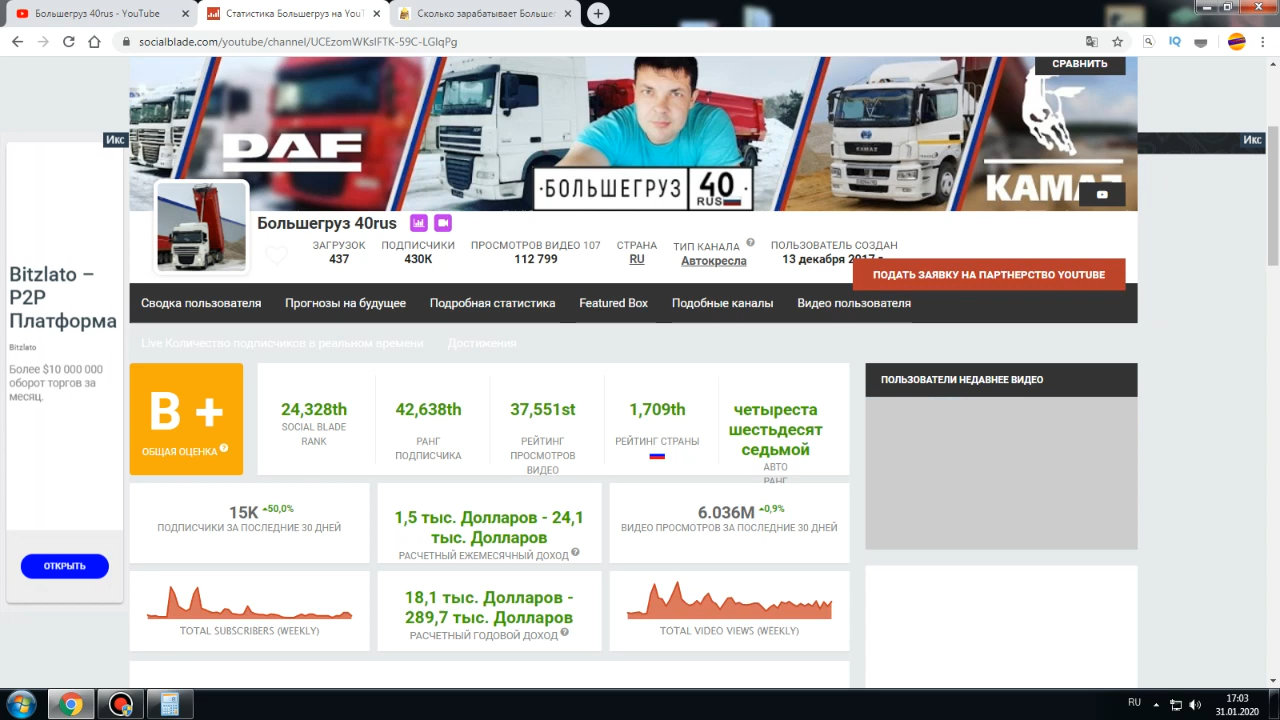 Большегруз 40rus - YouTube
Статистика Большегруз на YouT
Сколько зарабатывает Больше
socialblade.com/youtube/channel/UCEzomWKslFTK-59C-LGlqPg
IQ
СРАВНИТЬ
DAF
·БОЛЬШЕГРУЗ 40·
RUS
KAMAZ
KAMAZ
Икс
Икс
Большегруз 40rus
ЗАГРУЗОК ПОДПИСЧИКИ ПРОСМОТРОВ ВИДЕО 107 СТРАНА ТИП КАНАЛА ПОЛЬЗОВАТЕЛЬ СОЗДАН
437 430К 112 799 RU Автокресла 13 декабря 2017 г.
ПОДАТЬ ЗАЯВКУ НА ПАРТНЕРСТВО YOUTUBE
Сводка пользователя Прогнозы на будущее Подробная статистика Featured Box Подобные каналы Видео пользователя
Live Количество подписчиков в реальном времени Достижения
Bitzlato –
P2P
Платформа
Bitzlato
Более $10 000 000
оборот торгов за
месяц.
ОТКРЫТЬ
B +
ОБЩАЯ ОЦЕНКА
24,328th
SOCIAL BLADE
RANK
42,638th
РАНГ
ПОДПИСЧИКА
37,551st
РЕЙТИНГ
ПРОСМОТРОВ
ВИДЕО
1,709th
РЕЙТИНГ СТРАНЫ
четыреста
шестьдесят
седьмой
АВТО
РАНГ
ПОЛЬЗОВАТЕЛИ НЕДАВНЕЕ ВИДЕО
15K 50,0%
ПОДПИСЧИКИ ЗА ПОСЛЕДНИЕ 30 ДНЕЙ
1,5 тыс. Долларов - 24,1
тыс. Долларов
РАСЧЕТНЫЙ ЕЖЕМЕСЯЧНЫЙ ДОХОД
6.036M 0,9%
ВИДЕО ПРОСМОТРОВ ЗА ПОСЛЕДНИЕ 30 ДНЕЙ
TOTAL SUBSCRIBERS (WEEKLY)
18,1 тыс. Долларов -
289,7 тыс. Долларов
РАСЧЕТНЫЙ ГОДОВОЙ ДОХОД
TOTAL VIDEO VIEWS (WEEKLY)
RU
17:03
31.01.2020